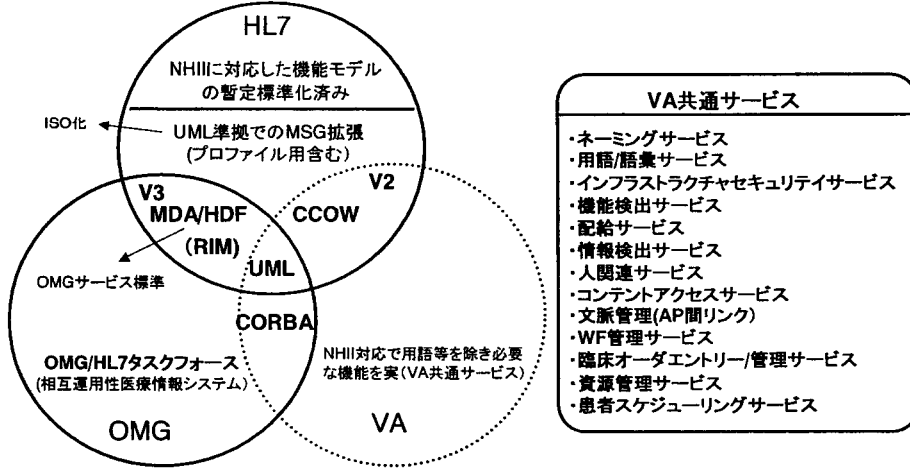 HL7
NHIIに対応した機能モデル
の暫定標準化済み
ISO化
UML準拠でのMSG拡張
(プロファイル用含む)
V3
V2
MDA/HDF
CCOW
(RIM)
UML
OMGサービス標準
CORBA
OMG/HL7タスクフォース
(相互運用性医療情報システム)
NHII対応で用語等を除き必要
な機能を実(VA共通サービス)
OMG
VA
VA共通サービス
・ネーミングサービス
・用語/語彙サービス
・インフラストラクチャセキュリテイサービス
・機能検出サービス
・配給サービス
・情報検出サービス
・人関連サービス
・コンテントアクセスサービス
・文脈管理(AP間リンク)
・WF管理サービス
・臨床オーダエントリー/管理サービス
・資源管理サービス
・患者スケジューリングサービス